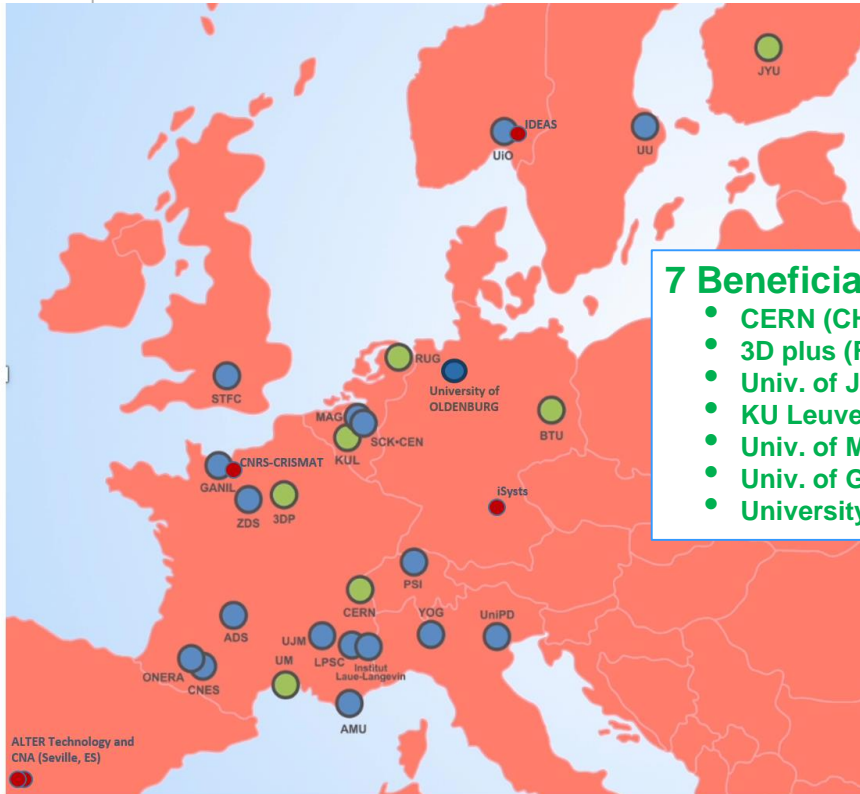 JYU
IDEAS
UiO
UU
7 Beneficia
• CERN (CH
• 3D plus (F
• Univ. of J
• KU Leuve
• Univ. of M
• Univ. of G
• University
RUG
University of
OLDENBURG
STFC
MAG
SCK•CEN
BTU
KUL
CNRS-CRISMAT
GANIL
iSysts
ZDS
3DP
PSI
CERN
YOG
UniPD
ADS
UJM
LPSC
Institut
Laue-Langevin
UM
ONERA
CNES
AMU
ALTER Technology and
CNA (Seville, ES)